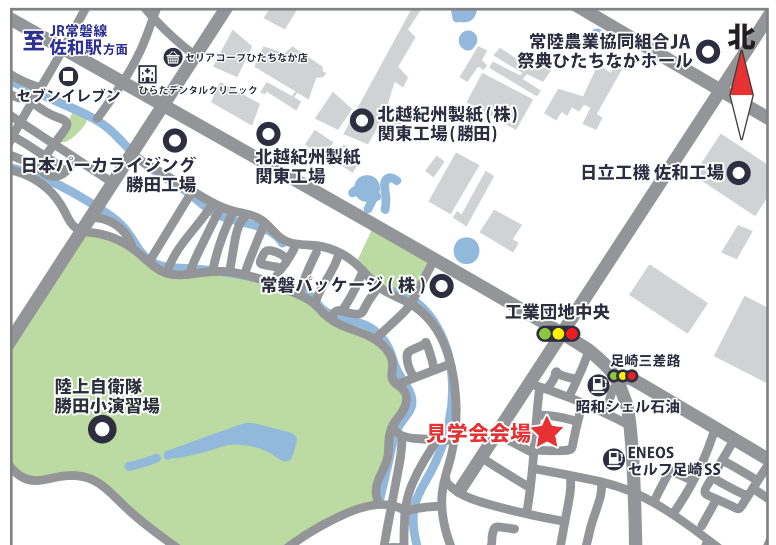 至
JR常磐線
佐和駅方面
セリアコープひたちなか店
セブンイレブン
ひらたデンタルクリニック
常陸農業協同組合JA
祭典ひたちなかホール
北
北越紀州製紙(株)
関東工場(勝田)
日本パーカライジング
勝田工場
北越紀州製紙
関東工場
日立工機 佐和工場
常磐パッケージ(株)
工業団地中央
足崎三差路
陸上自衛隊
勝田小演習場
昭和シェル石油
見学会会場
ENEOS
セルフ足崎SS